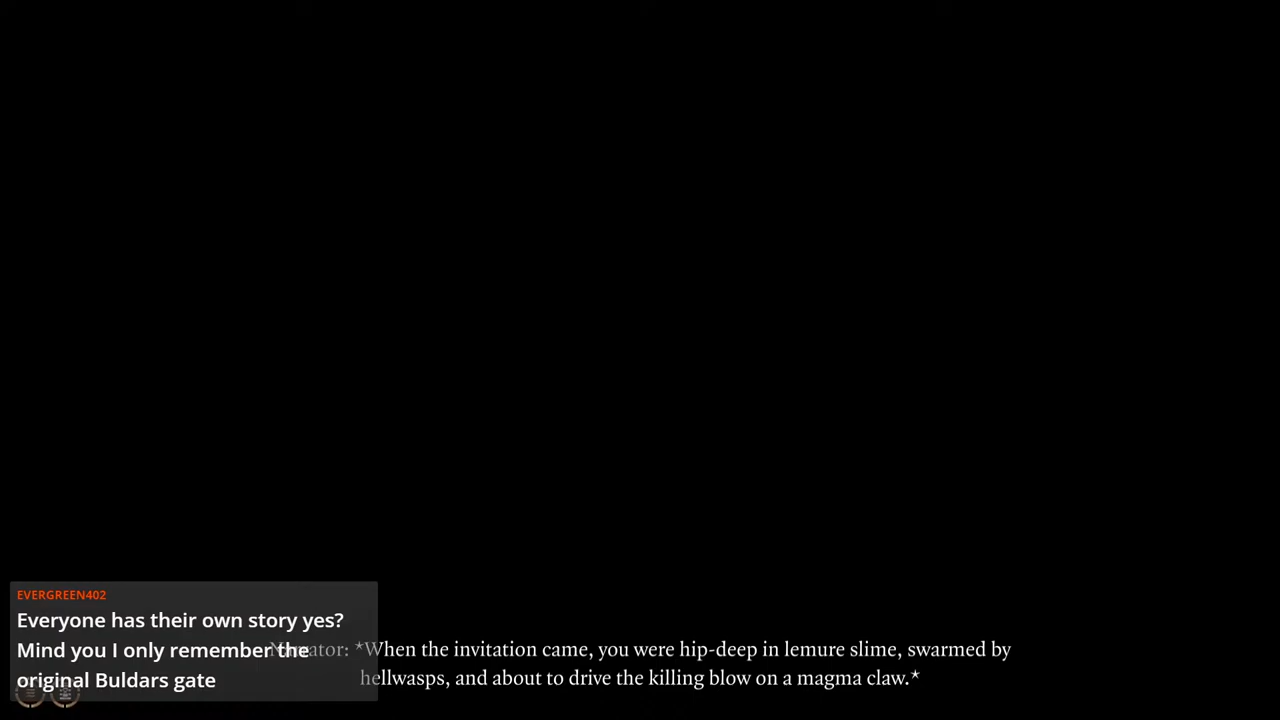 EVERGREEN402
Everyone has their own story yes?
Mind you I only remember the
original Buldars gate
Narrator: *When the invitation came, you were hip-deep in lemure slime, swarmed by
hellwasps, and about to drive the killing blow on a magma claw.*